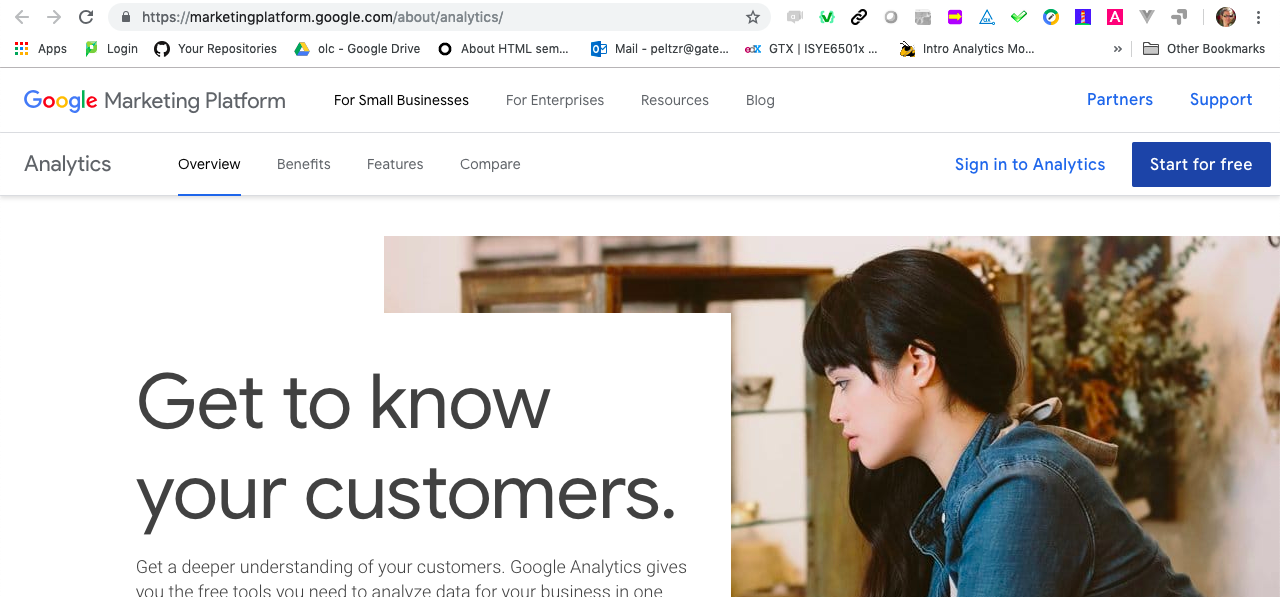 https://marketingplatform.google.com/about/analytics/
Apps Login Your Repositories olc - Google Drive About HTML sem... Mail - peltzr@gate... GTX | ISYE6501x ... Intro Analytics Mo... » Other Bookmarks
Google Marketing Platform For Small Businesses For Enterprises Resources Blog Partners Support
Analytics Overview Benefits Features Compare Sign in to Analytics Start for free
Get to know
your customers.
Get a deeper understanding of your customers. Google Analytics gives
you the free tools you need to analyze data for your business in one